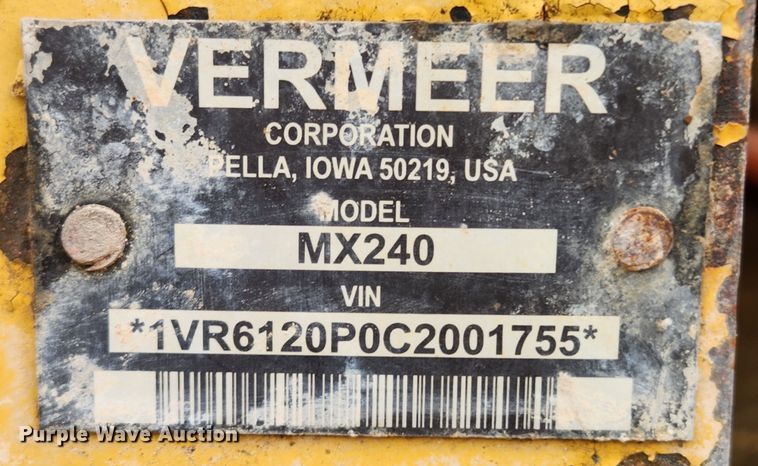 VERMEER
CORPORATION
PELLA, IOWA 50219, USA
MODEL
MX240
VIN
*1VR6120P0C2001755*
Purple Wave Auction